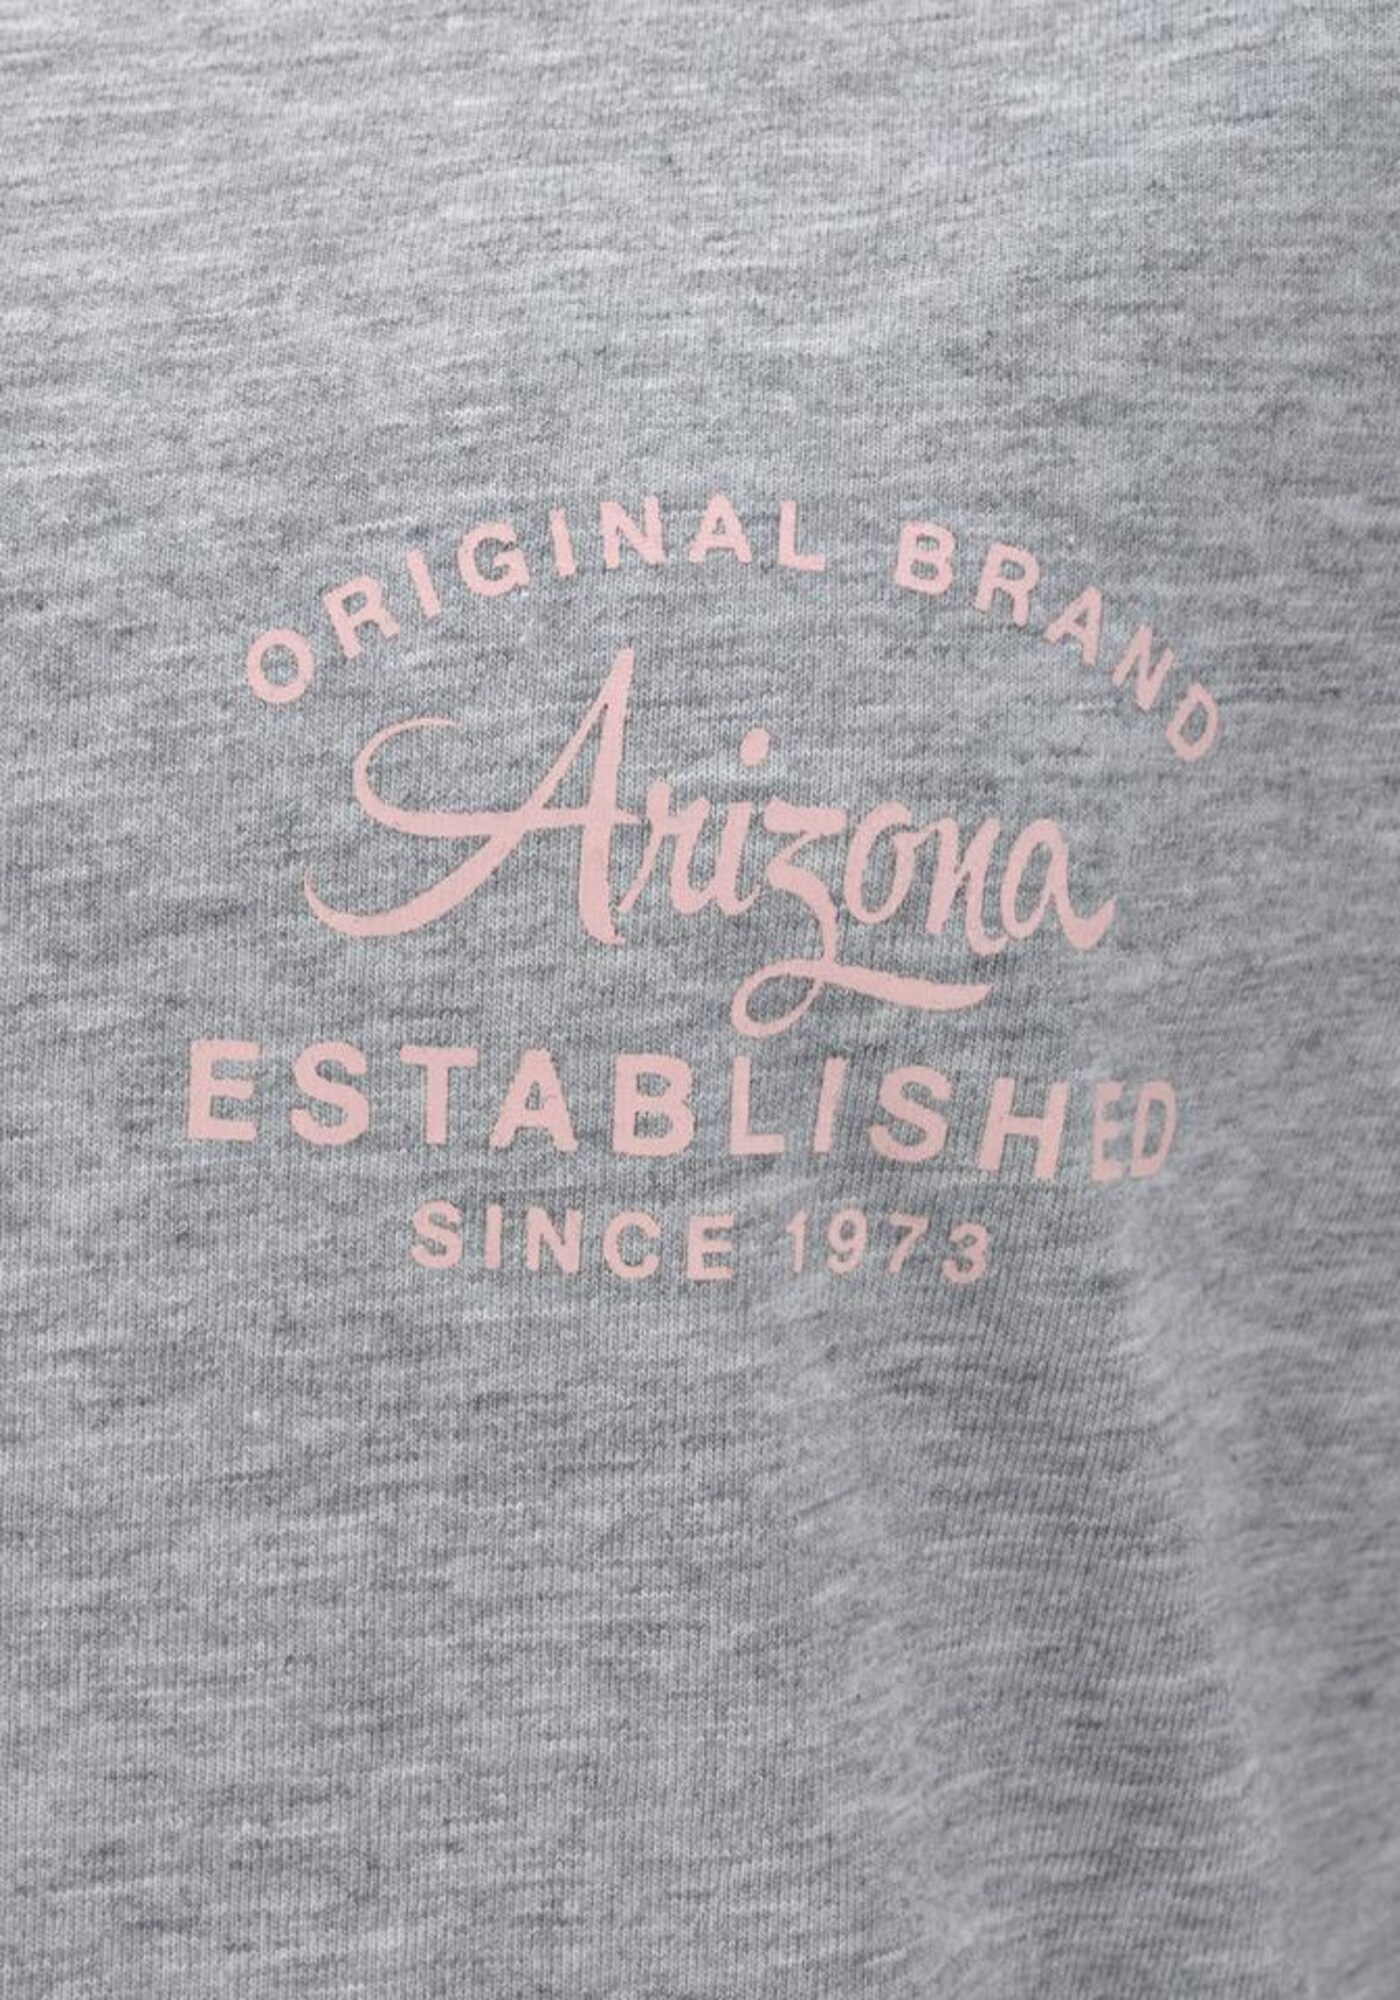 ORIGINAL BRAND
Arizona
ESTABLISHED
SINCE 1973